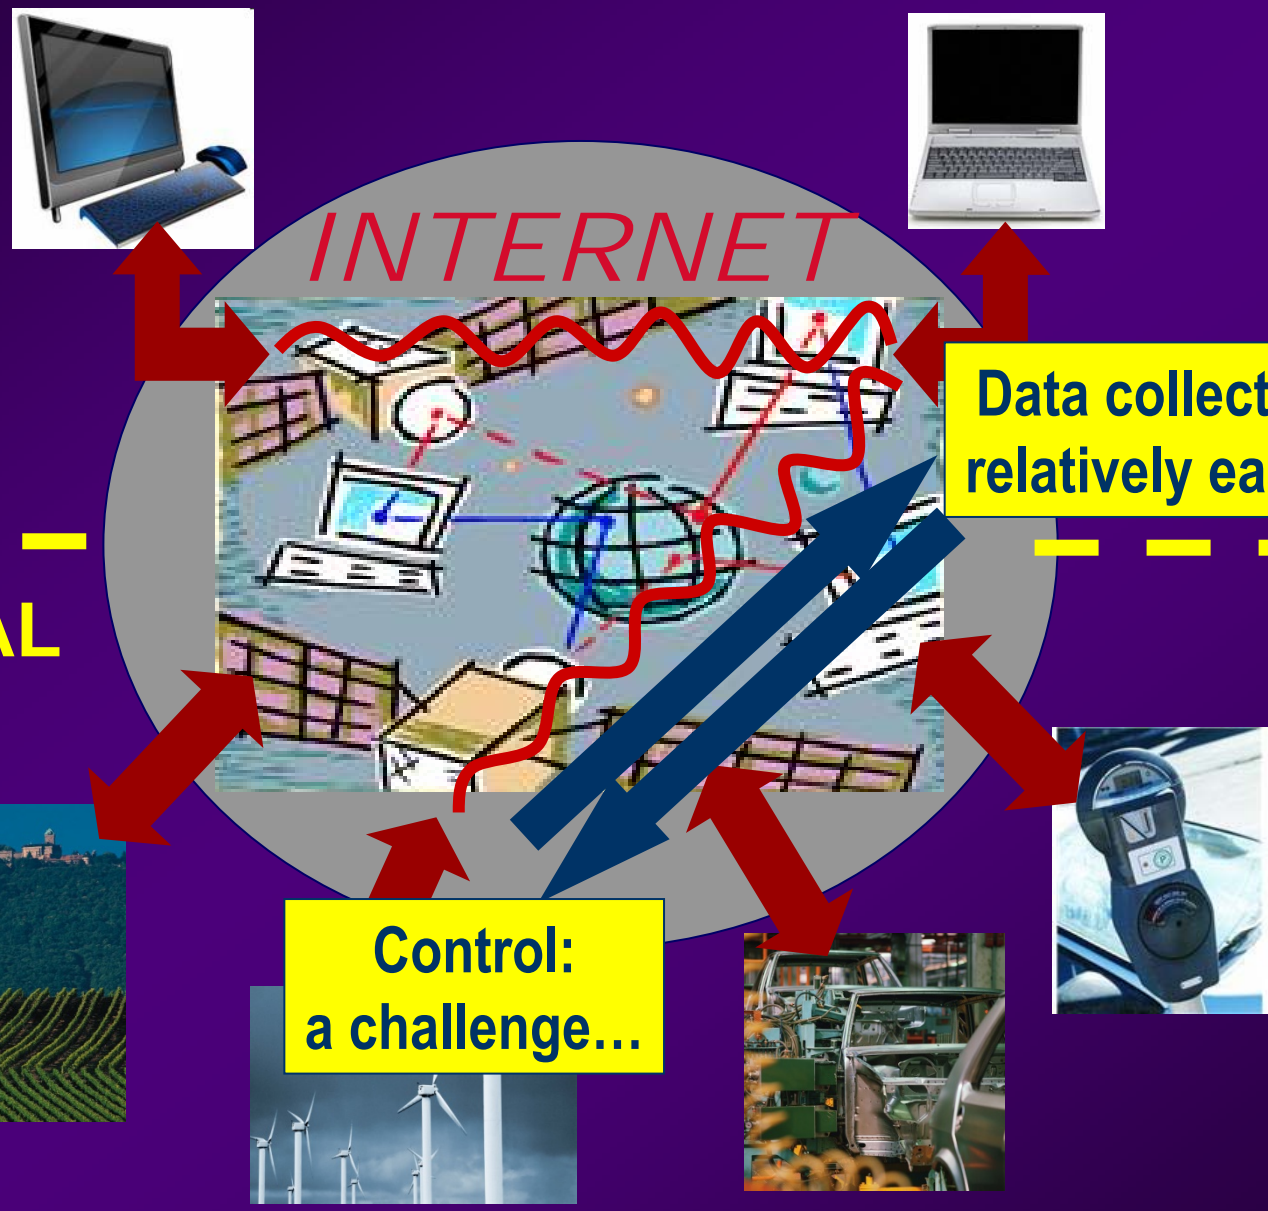 INTERNET
Data collect
relatively ea
AL
Control:
a challenge…